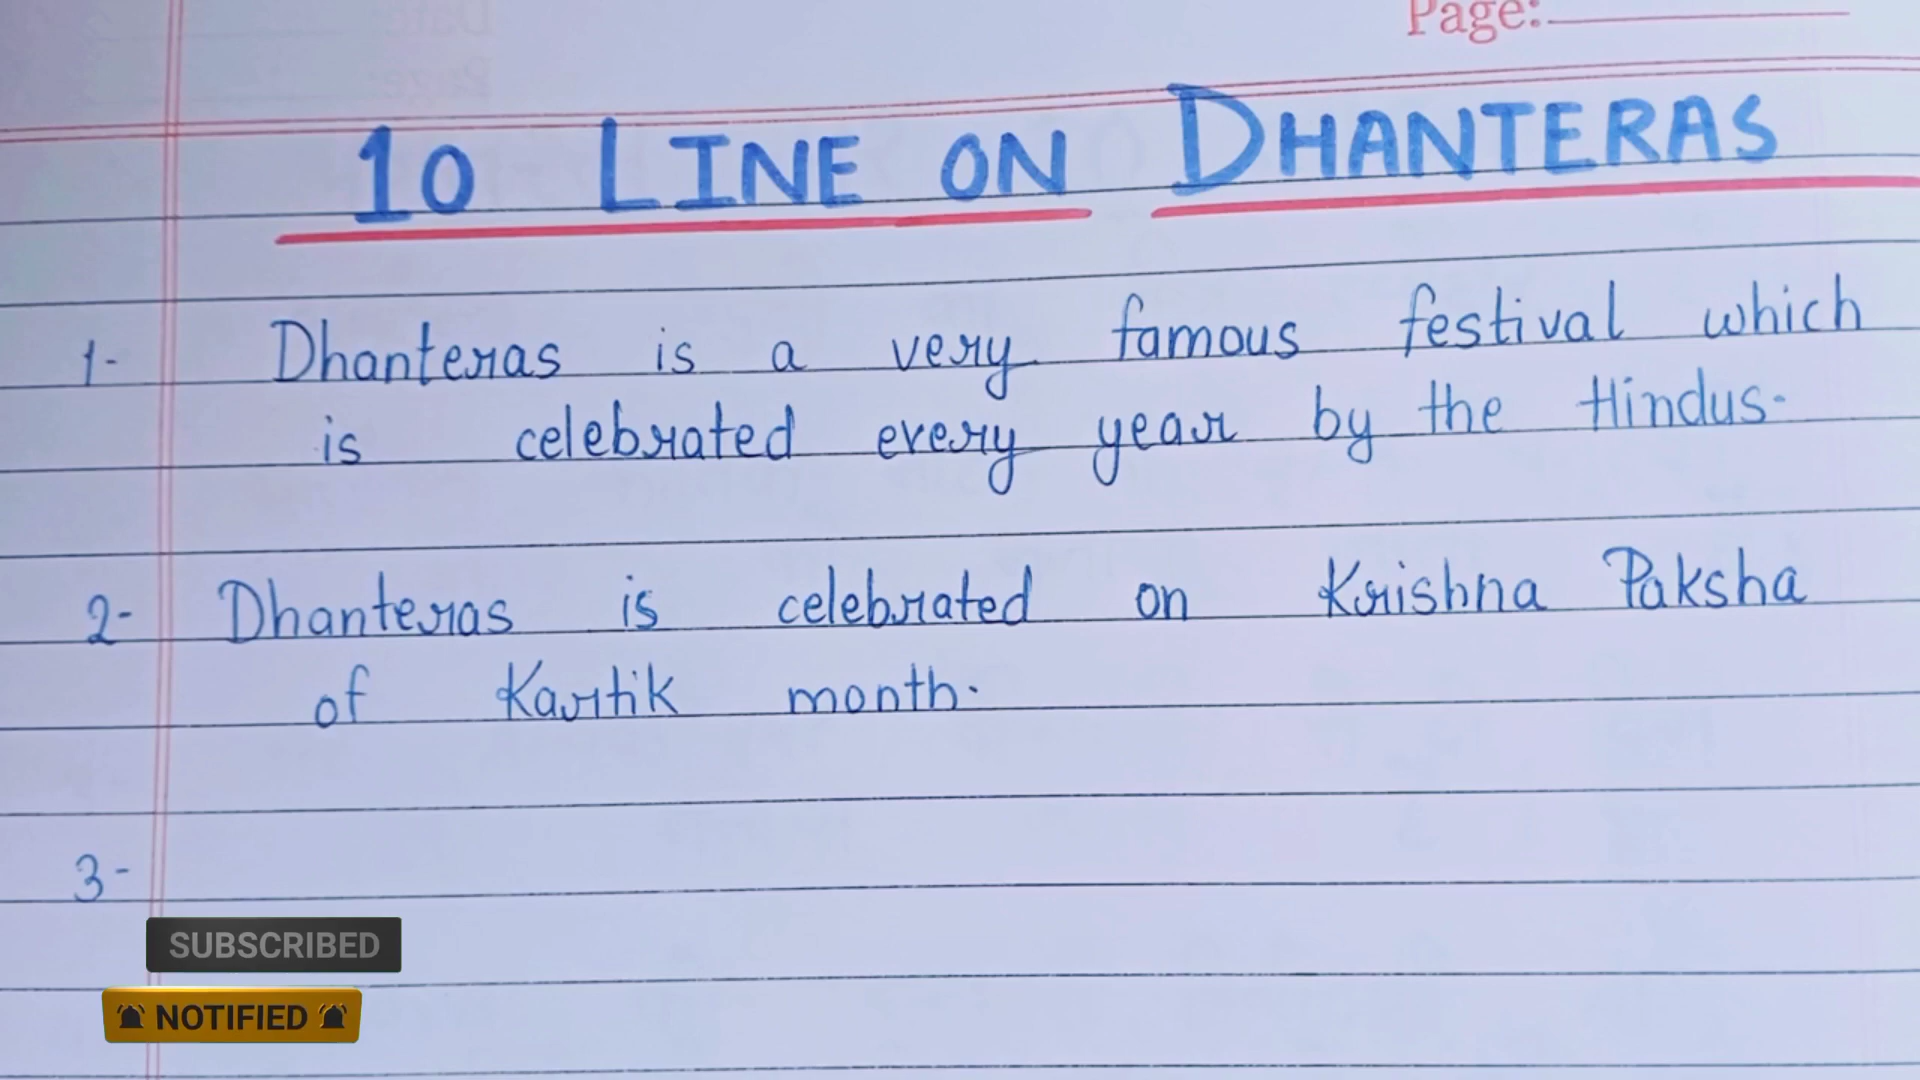 Page:
10 LINE ON DHANTERAS
1- Dhanteras is a very famous festival which
is celebrated every year by the Hindus.
2- Dhanteras is celebrated on Krishna Paksha
of Kartik month.
3-
SUBSCRIBED
NOTIFIED